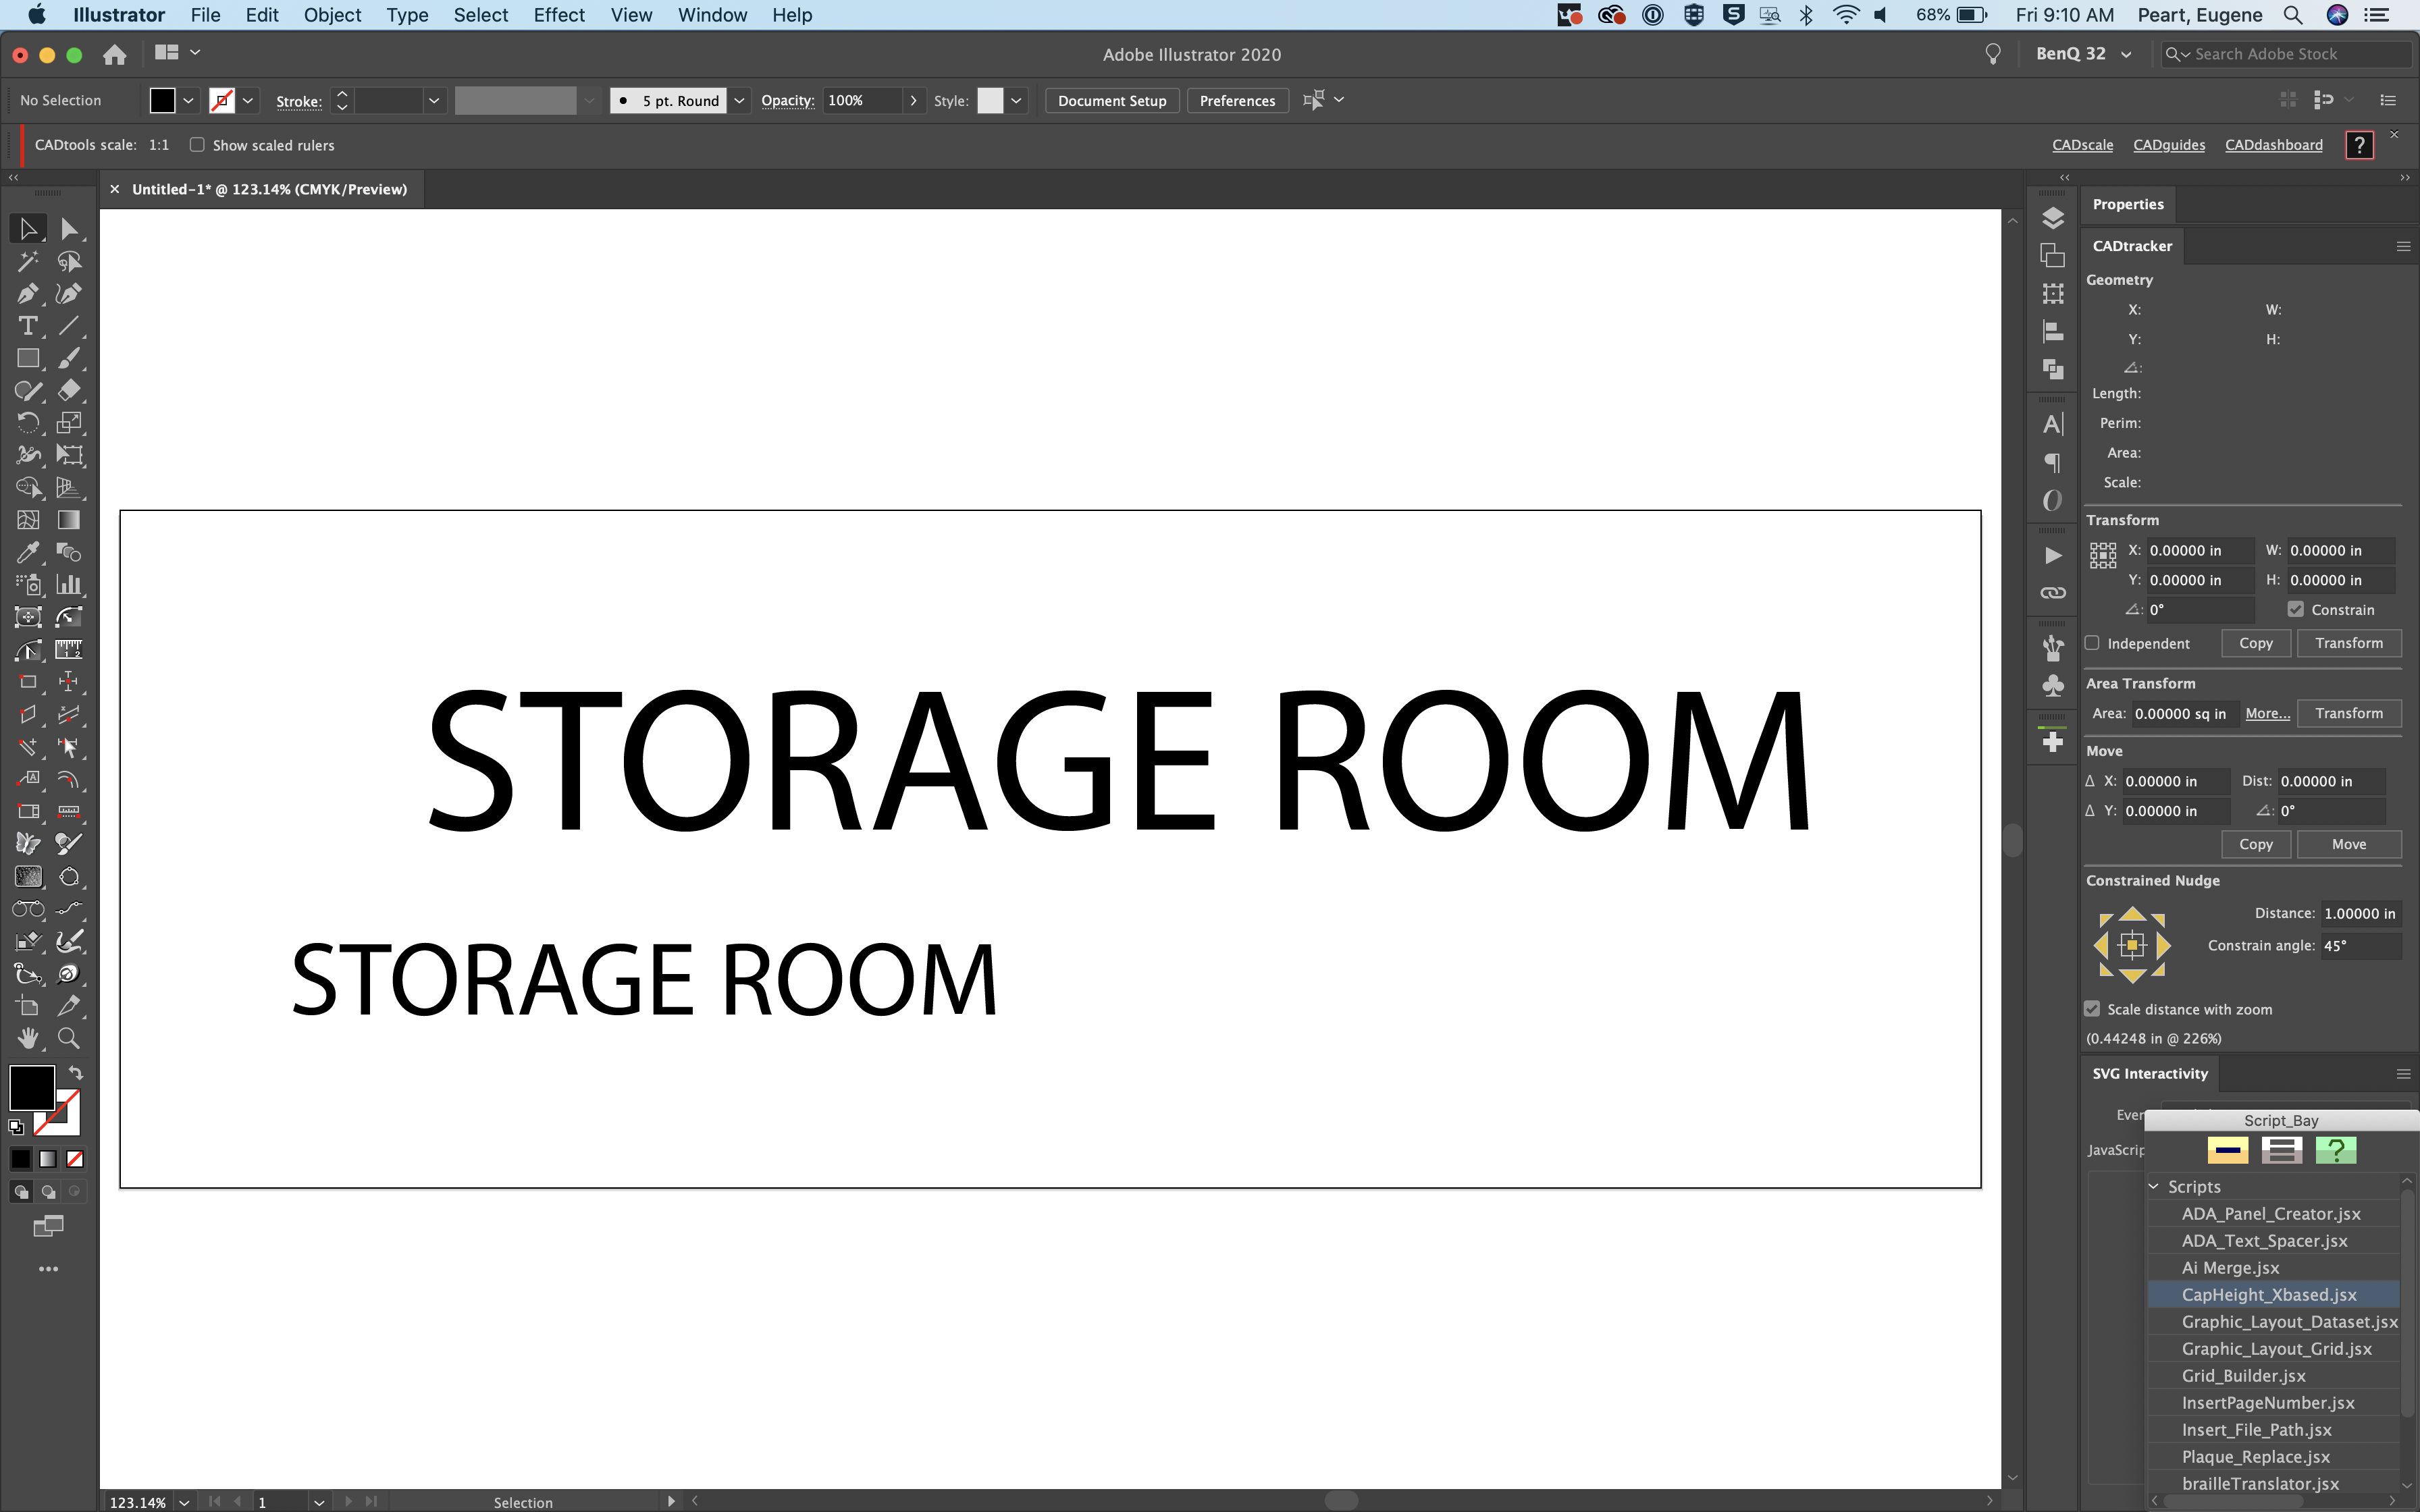 Illustrator File Edit Object Type Select Effect View Window Help 68% Fri 9:10 AM Peart, Eugene
Adobe Illustrator 2020 BenQ 32 Search Adobe Stock
No Selection Stroke: 5 pt. Round Opacity: 100% Style: Document Setup Preferences
CADtools scale: 1:1 Show scaled rulers CADscale CADguides CADdashboard ?
Untitled-1* @ 123.14% (CMYK/Preview)
Properties
CADtracker
Geometry
X: W:
Y: H:
Length:
Perim:
Area:
Scale:
Transform
X: 0.00000 in W: 0.00000 in
Y: 0.00000 in H: 0.00000 in
0° Constrain
Independent Copy Transform
Area Transform
Area: 0.00000 sq in More... Transform
Move
Δ X: 0.00000 in Dist: 0.00000 in
Δ Y: 0.00000 in 0°
Copy Move
Constrained Nudge
Distance: 1.00000 in
Constrain angle: 45°
Scale distance with zoom
(0.44248 in @ 226%)
SVG Interactivity
Script_Bay
?
Scripts
ADA_Panel_Creator.jsx
ADA_Text_Spacer.jsx
Ai Merge.jsx
CapHeight_Xbased.jsx
Graphic_Layout_Dataset.jsx
Graphic_Layout_Grid.jsx
Grid_Builder.jsx
InsertPageNumber.jsx
Insert_File_Path.jsx
Plaque_Replace.jsx
brailleTranslator.jsx
STORAGE ROOM
STORAGE ROOM
123.14% 1 Selection